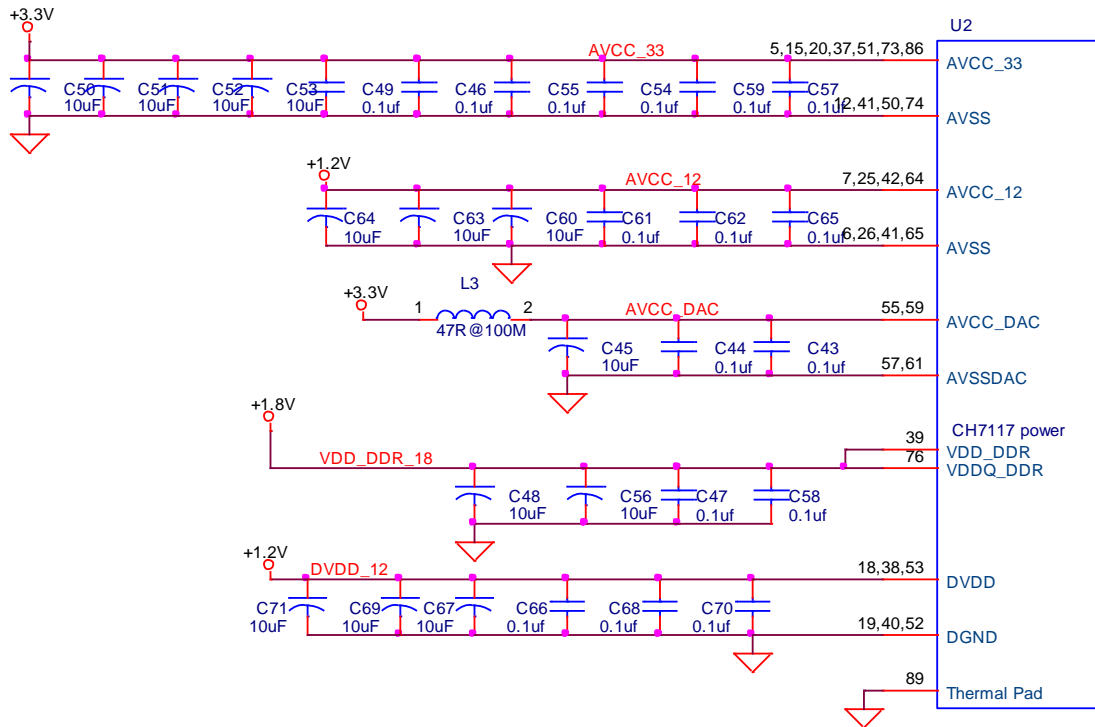 +3.3V
U2
AVCC_33
5,15,20,37,51,73,86
AVCC_33
C50 C51 C52 C53 C49 C46 C55 C54 C59 C57
10uF 10uF 10uF 10uF 0.1uf 0.1uf 0.1uf 0.1uf 0.1uf 0.1uf
12,41,50,74
AVSS
+1.2V
AVCC_12
7,25,42,64
AVCC_12
C64 C63 C60 C61 C62 C65
10uF 10uF 10uF 0.1uf 0.1uf 0.1uf
6,26,41,65
AVSS
L3
+3.3V
1 2
47R@100M
AVCC_DAC
55,59
AVCC_DAC
C45 C44 C43
10uF 0.1uf 0.1uf
57,61
AVSSDAC
+1.8V
CH7117 power
39
VDD_DDR
VDD_DDR_18
76
VDDQ_DDR
C48 C56 C47 C58
10uF 10uF 0.1uf 0.1uf
+1.2V
DVDD_12
18,38,53
DVDD
C71 C69 C67 C66 C68 C70
10uF 10uF 10uF 0.1uf 0.1uf 0.1uf
19,40,52
DGND
89
Thermal Pad